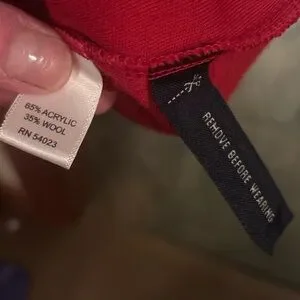 65% ACRYLIC
35% WOOL
RN 54023
REMOVE BEFORE WEARING